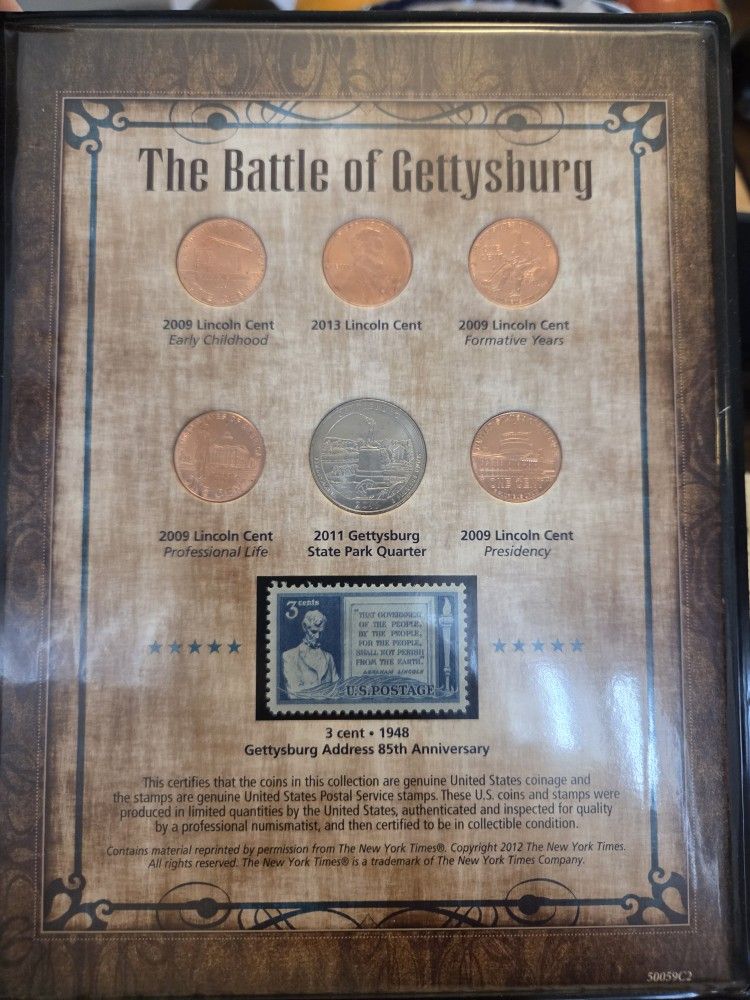 The Battle of Gettysburg
2009 Lincoln Cent
Early Childhood
2013 Lincoln Cent
2009 Lincoln Cent
Formative Years
ONE CENT
2009 Lincoln Cent
Professional Life
2011 Gettysburg
State Park Quarter
2009 Lincoln Cent
Presidency
3 cents
"THAT GOVERNMENT
OF THE PEOPLE,
BY THE PEOPLE,
FOR THE PEOPLE,
SHALL NOT PERISH
FROM THE EARTH."
ABRAHAM LINCOLN
U.S. POSTAGE
3 cent • 1948
Gettysburg Address 85th Anniversary
This certifies that the coins in this collection are genuine United States coinage and
the stamps are genuine United States Postal Service stamps. These U.S. coins and stamps were
produced in limited quantities by the United States, authenticated and inspected for quality
by a professional numismatist, and then certified to be in collectible condition.
Contains material reprinted by permission from The New York Times®. Copyright 2012 The New York Times.
All rights reserved. The New York Times® is a trademark of The New York Times Company.
50059C2